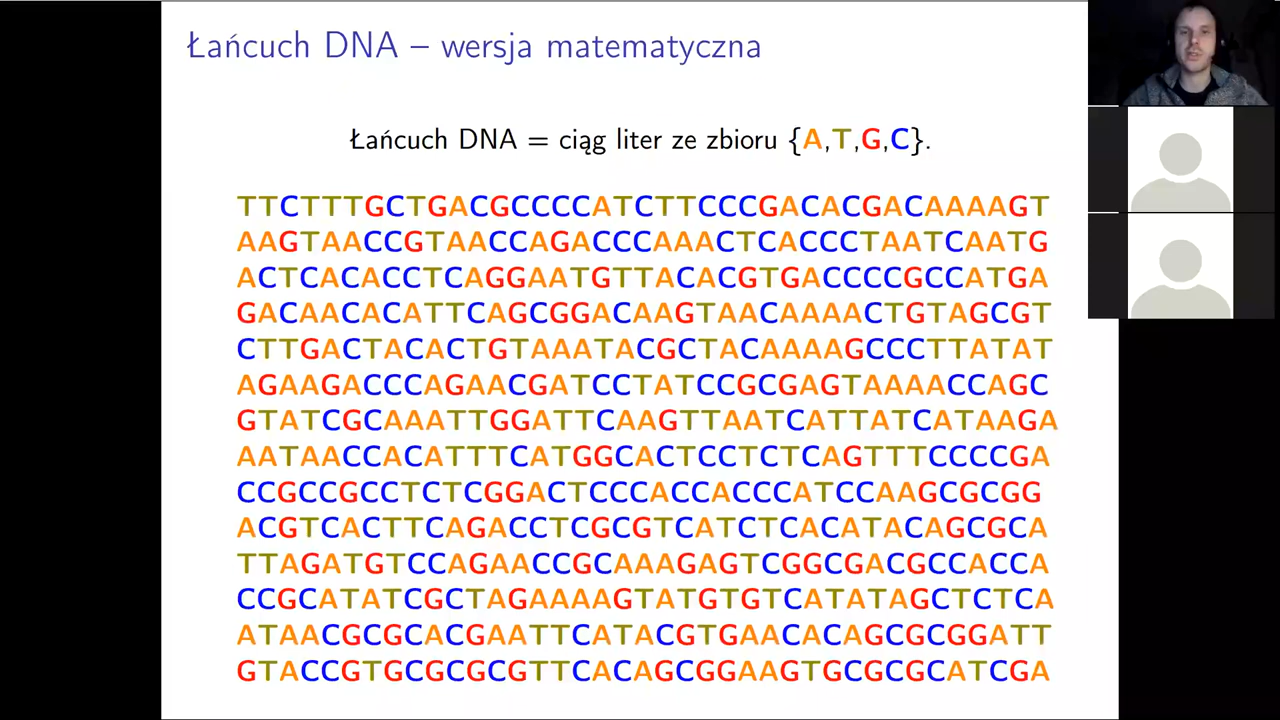 Łańcuch DNA – wersja matematyczna
Łańcuch DNA = ciąg liter ze zbioru {A,T,G,C}.
TTCTTTGCTGACGCCCCATCTTCCCGACACGACAAAAGT
AAGTAACCGTAACCAGACCCAAACTCACCCTAATCAATG
ACTCACACCTCAGGAATGTTACACGTGACCCCGCCATGA
GACAACACATTCAGCGGACAAGTAACAAAACTGTAGCGT
CTTGACTACACTGTAAATACGCTACAAAAGCCCTTATAT
AGAAGACCCAGAACGATCCTATCCGCGAGTAAAACCAGC
GTATCGCAAATTGGATTCAAGTTAATCATTATCATAAGA
AATAACCACATTTCATGGCACTCCTCTCAGTTTCCCCGA
CCGCCGCCTCTCGGACTCCCACCACCCATCCAAGCGCGG
ACGTCACTTCAGACCTCGCGTCATCTCACATACAGCGCA
TTAGATGTCCAGAACCGCAAAGAGTCGGCGACGCCACCA
CCGCATATCGCTAGAAAAGTATGTGTCATATAGCTCTCA
ATAACGCGCACGAATTCATACGTGAACACAGCGCGGATT
GTACCGTGCGCGCGTTCACAGCGGAAGTGCGCGCATCGA